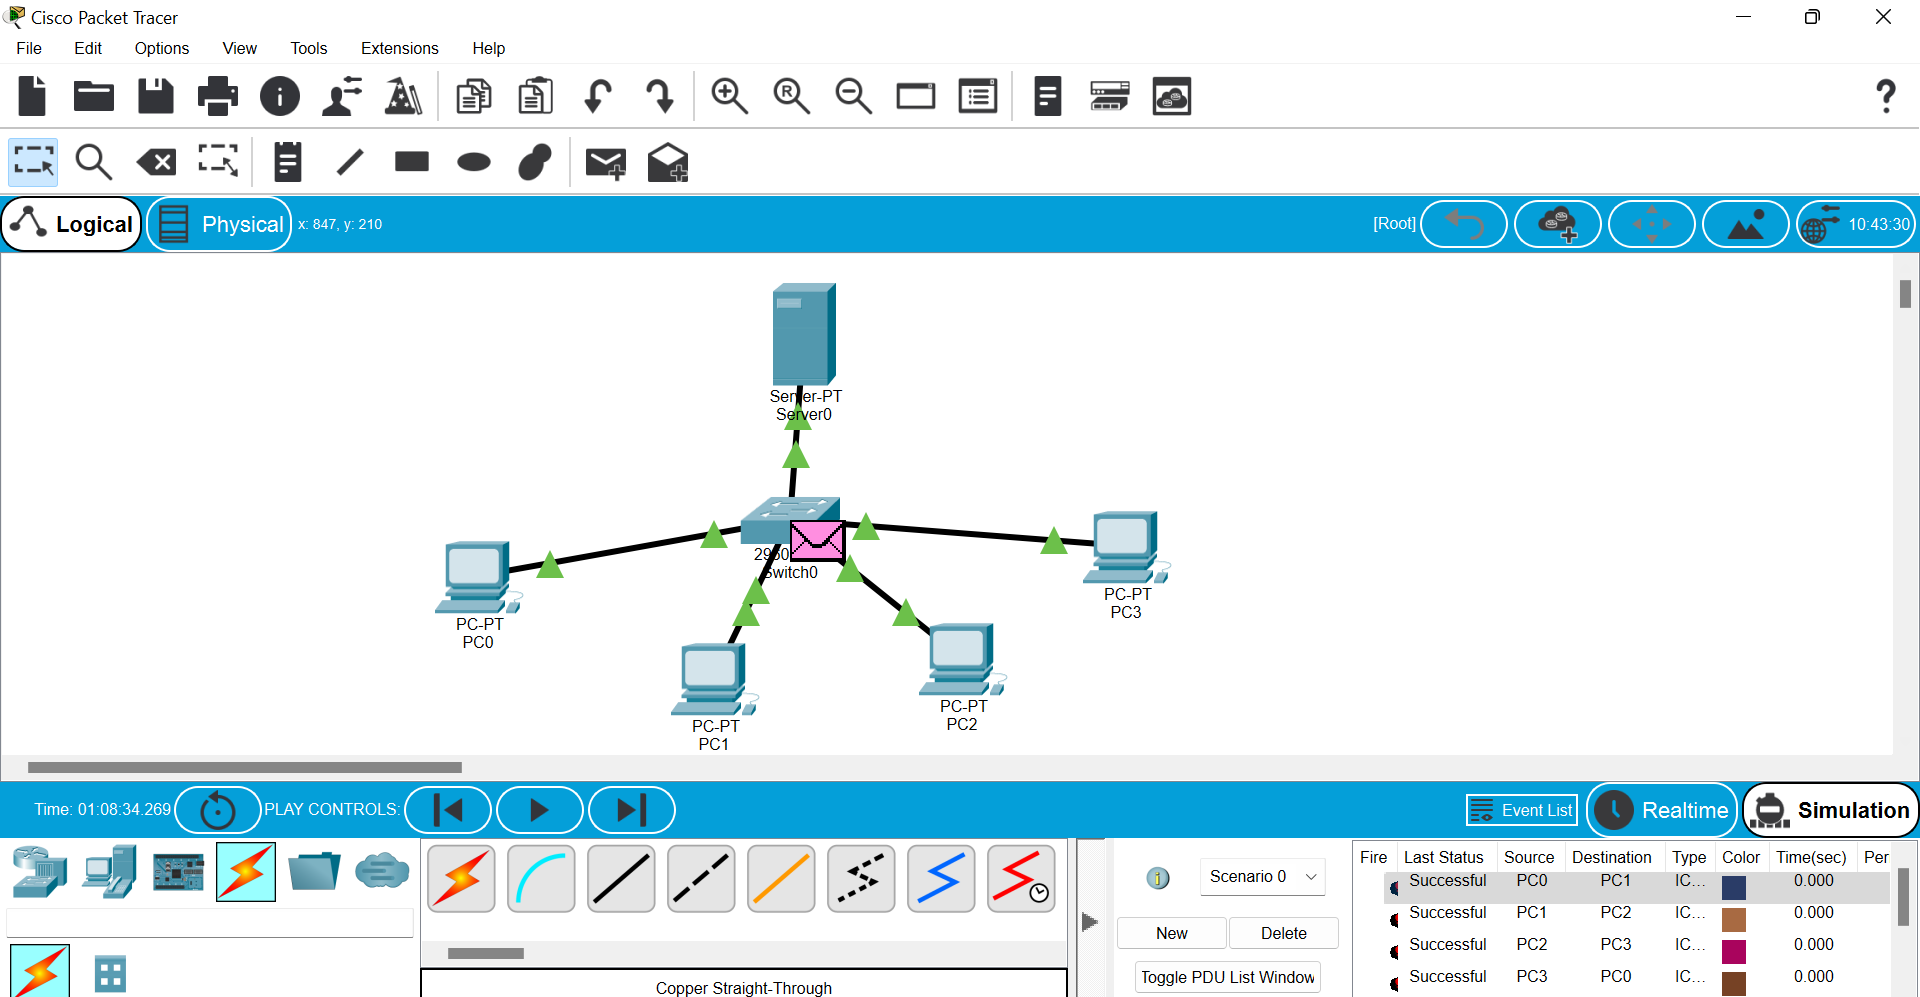 Cisco Packet Tracer
File Edit Options View Tools Extensions Help
Logical Physical x: 847, y: 210 [Root] 10:43:30
Server-PT
Server0
Switch0
PC-PT
PC3
PC-PT
PC0
PC-PT
PC2
PC-PT
PC1
Time: 01:08:34.269 PLAY CONTROLS: Event List Realtime Simulation
Fire Last Status Source Destination Type Color Time(sec) Per
Successful PC0 PC1 IC... 0.000
Successful PC1 PC2 IC... 0.000
Successful PC2 PC3 IC... 0.000
Successful PC3 PC0 IC... 0.000
Scenario 0
New Delete
Toggle PDU List Window
Copper Straight-Through